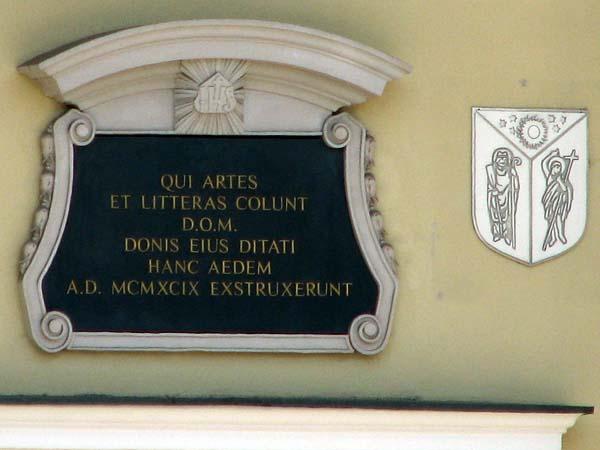 IHS
QUI ARTES
ET LITTERAS COLUNT
D.O.M.
DONIS EIUS DITATI
HANC AEDEM
A.D. MCMXCIX EXSTRUXERUNT